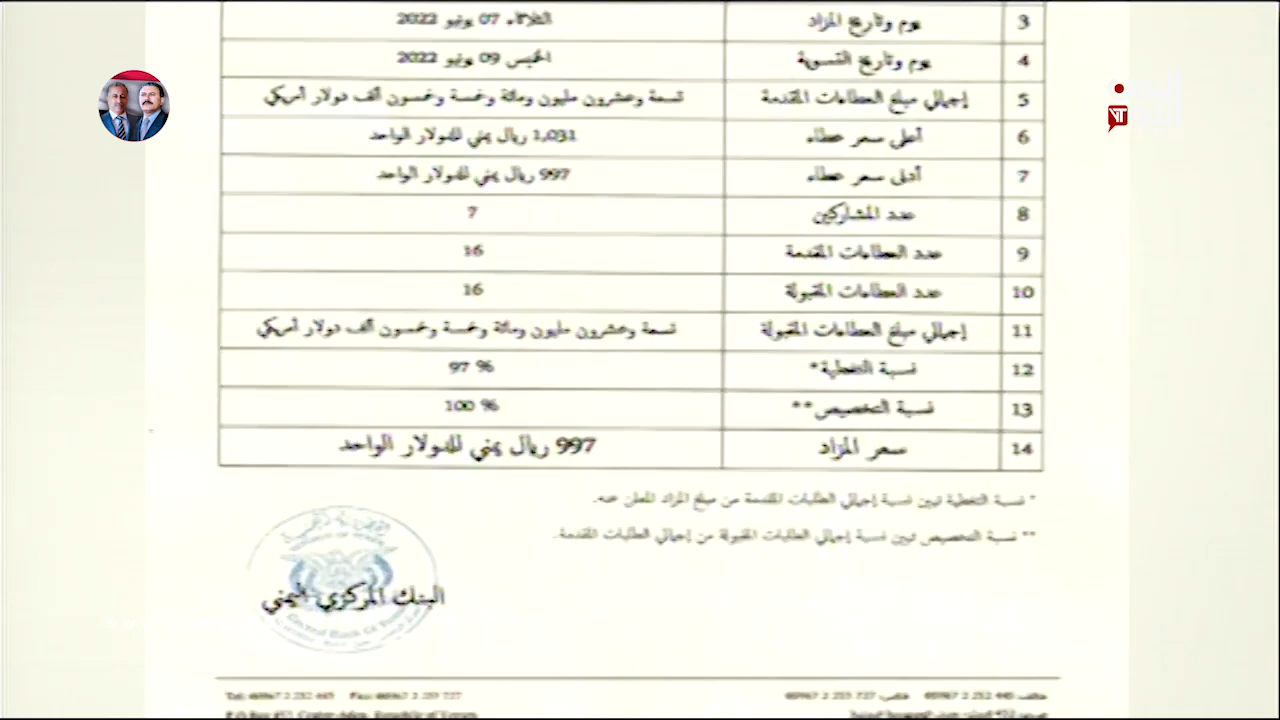 3 يوم وتاريخ المزاد الثلاثاء 07 يونيو 2022
4 يوم وتاريخ التسوية الخميس 09 يونيو 2022
5 إجمالي مبلغ العطاءات المقدمة تسعة وعشرون مليون ومائة وخمسة وخمسون ألف دولار أمريكي
6 أعلى سعر عطاء 1,031 ريال يمني للدولار الواحد
7 أدنى سعر عطاء 997 ريال يمني للدولار الواحد
8 عدد المشاركين 7
9 عدد العطاءات المقدمة 16
10 عدد العطاءات المقبولة 16
11 إجمالي مبلغ العطاءات المقبولة تسعة وعشرون مليون ومائة وخمسة وخمسون ألف دولار أمريكي
12 نسبة التغطية* 97 %
13 نسبة التخصيص** 100 %
14 سعر المزاد 997 ريال يمني للدولار الواحد
* نسبة التغطية تبين نسبة إجمالي الطلبات المقدمة من مبلغ المزاد المعلن عنه.
** نسبة التخصيص تبين نسبة إجمالي الطلبات المقبولة من إجمالي الطلبات المقدمة.
البنك المركزي اليمني
Central Bank of